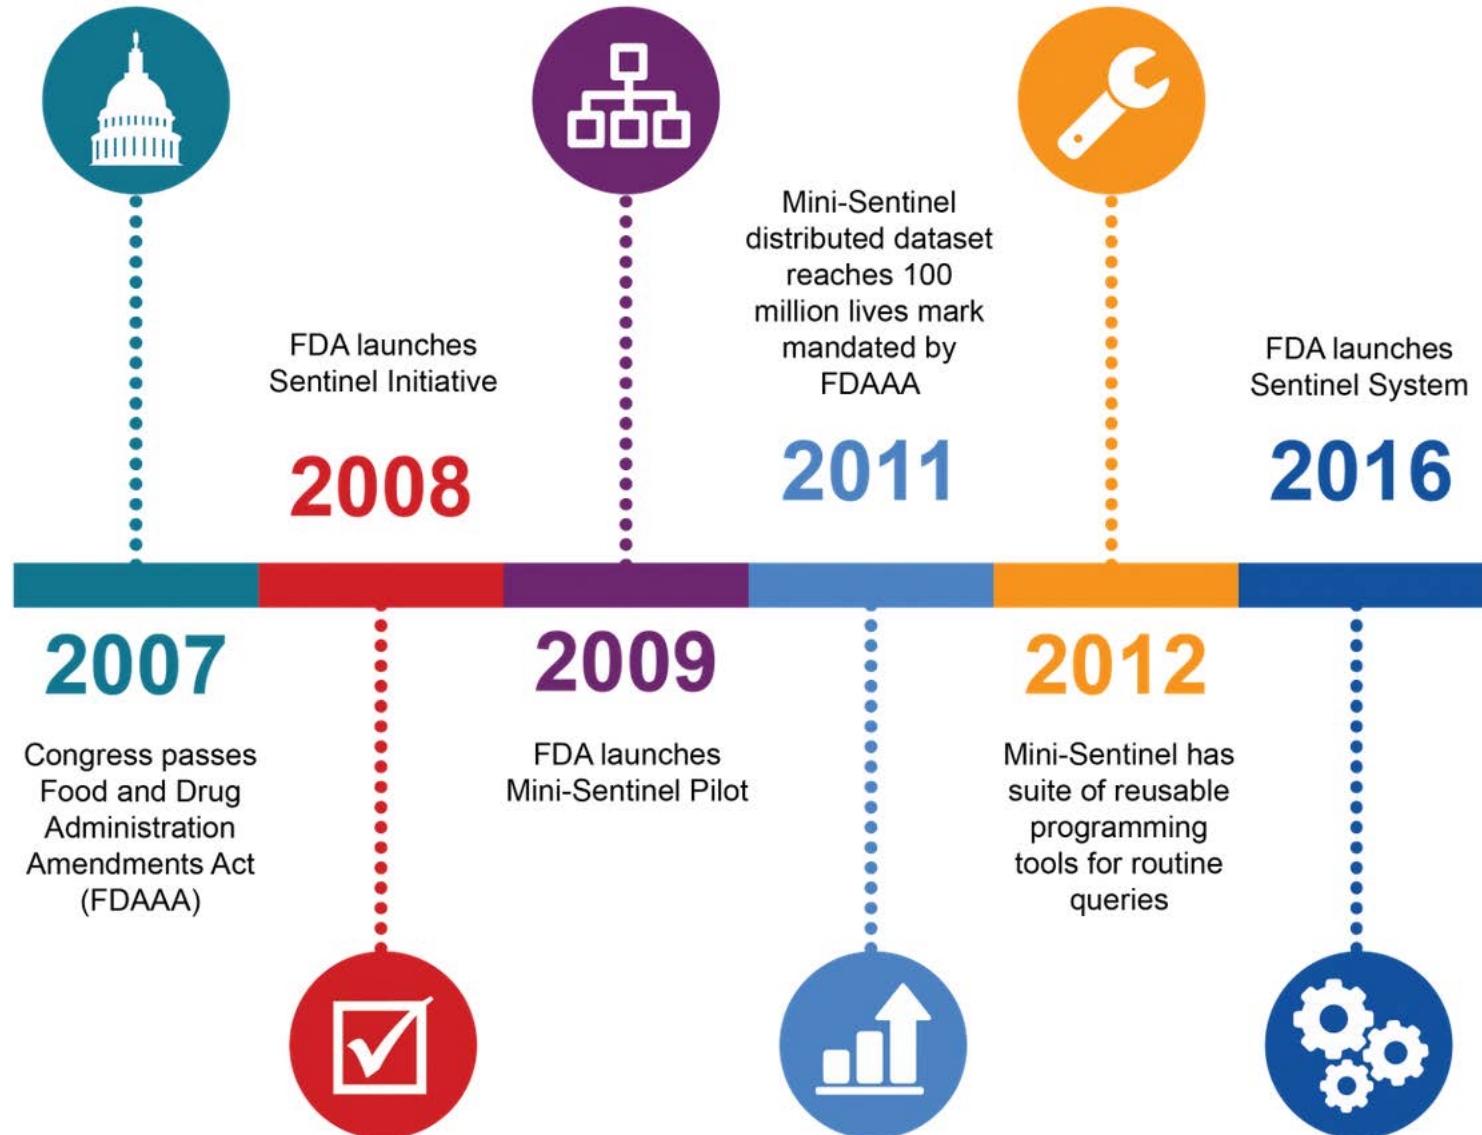 2007
Congress passes
Food and Drug
Administration
Amendments Act
(FDAAA)
FDA launches
Sentinel Initiative
2008
2009
FDA launches
Mini-Sentinel Pilot
Mini-Sentinel
distributed dataset
reaches 100
million lives mark
mandated by
FDAAA
2011
2012
Mini-Sentinel has
suite of reusable
programming
tools for routine
queries
FDA launches
Sentinel System
2016